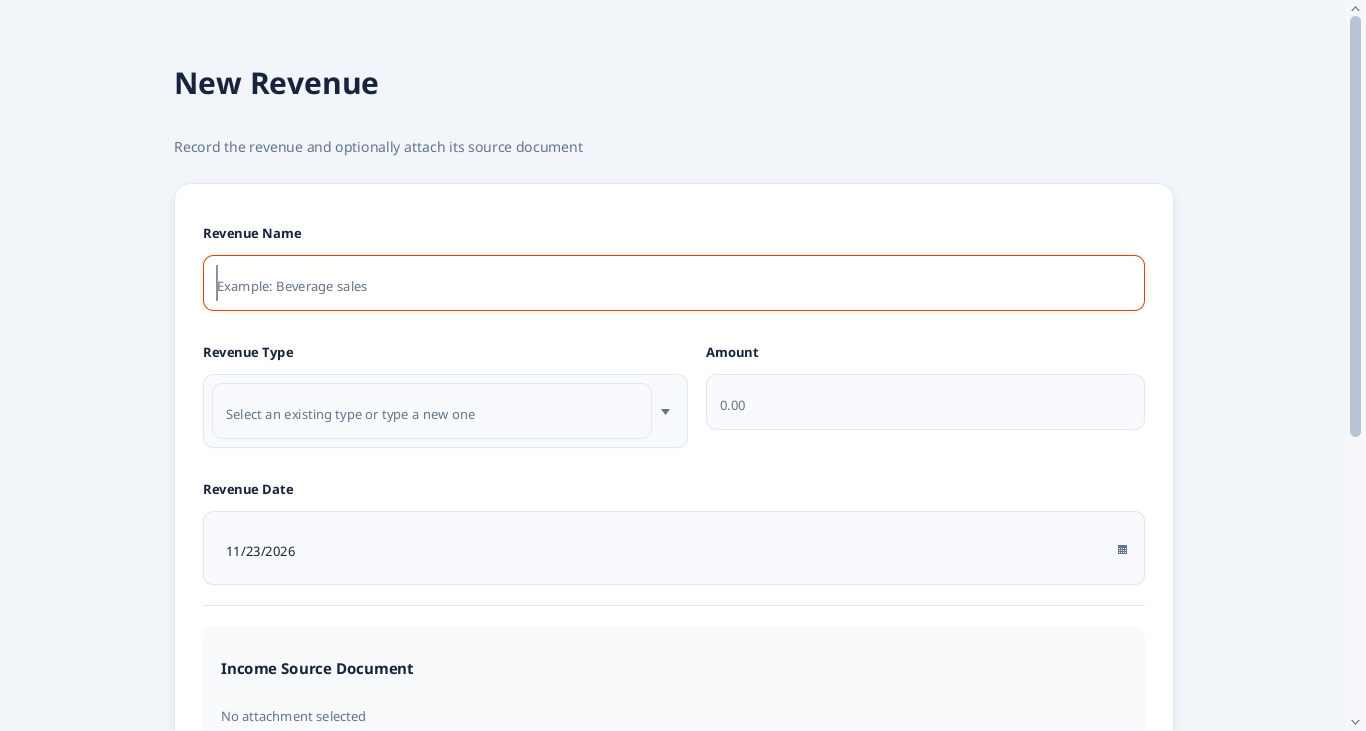 New Revenue
Record the revenue and optionally attach its source document
Revenue Name
Example: Beverage sales
Revenue Type
Amount
Select an existing type or type a new one
0.00
Revenue Date
11/23/2026
Income Source Document
No attachment selected